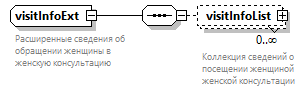 visitInfoExt
Расширенные сведения об
обращении женщины в
женскую консультацию
visitInfoList
0..∞
Коллекция сведений о
посещении женщиной
женской консультации